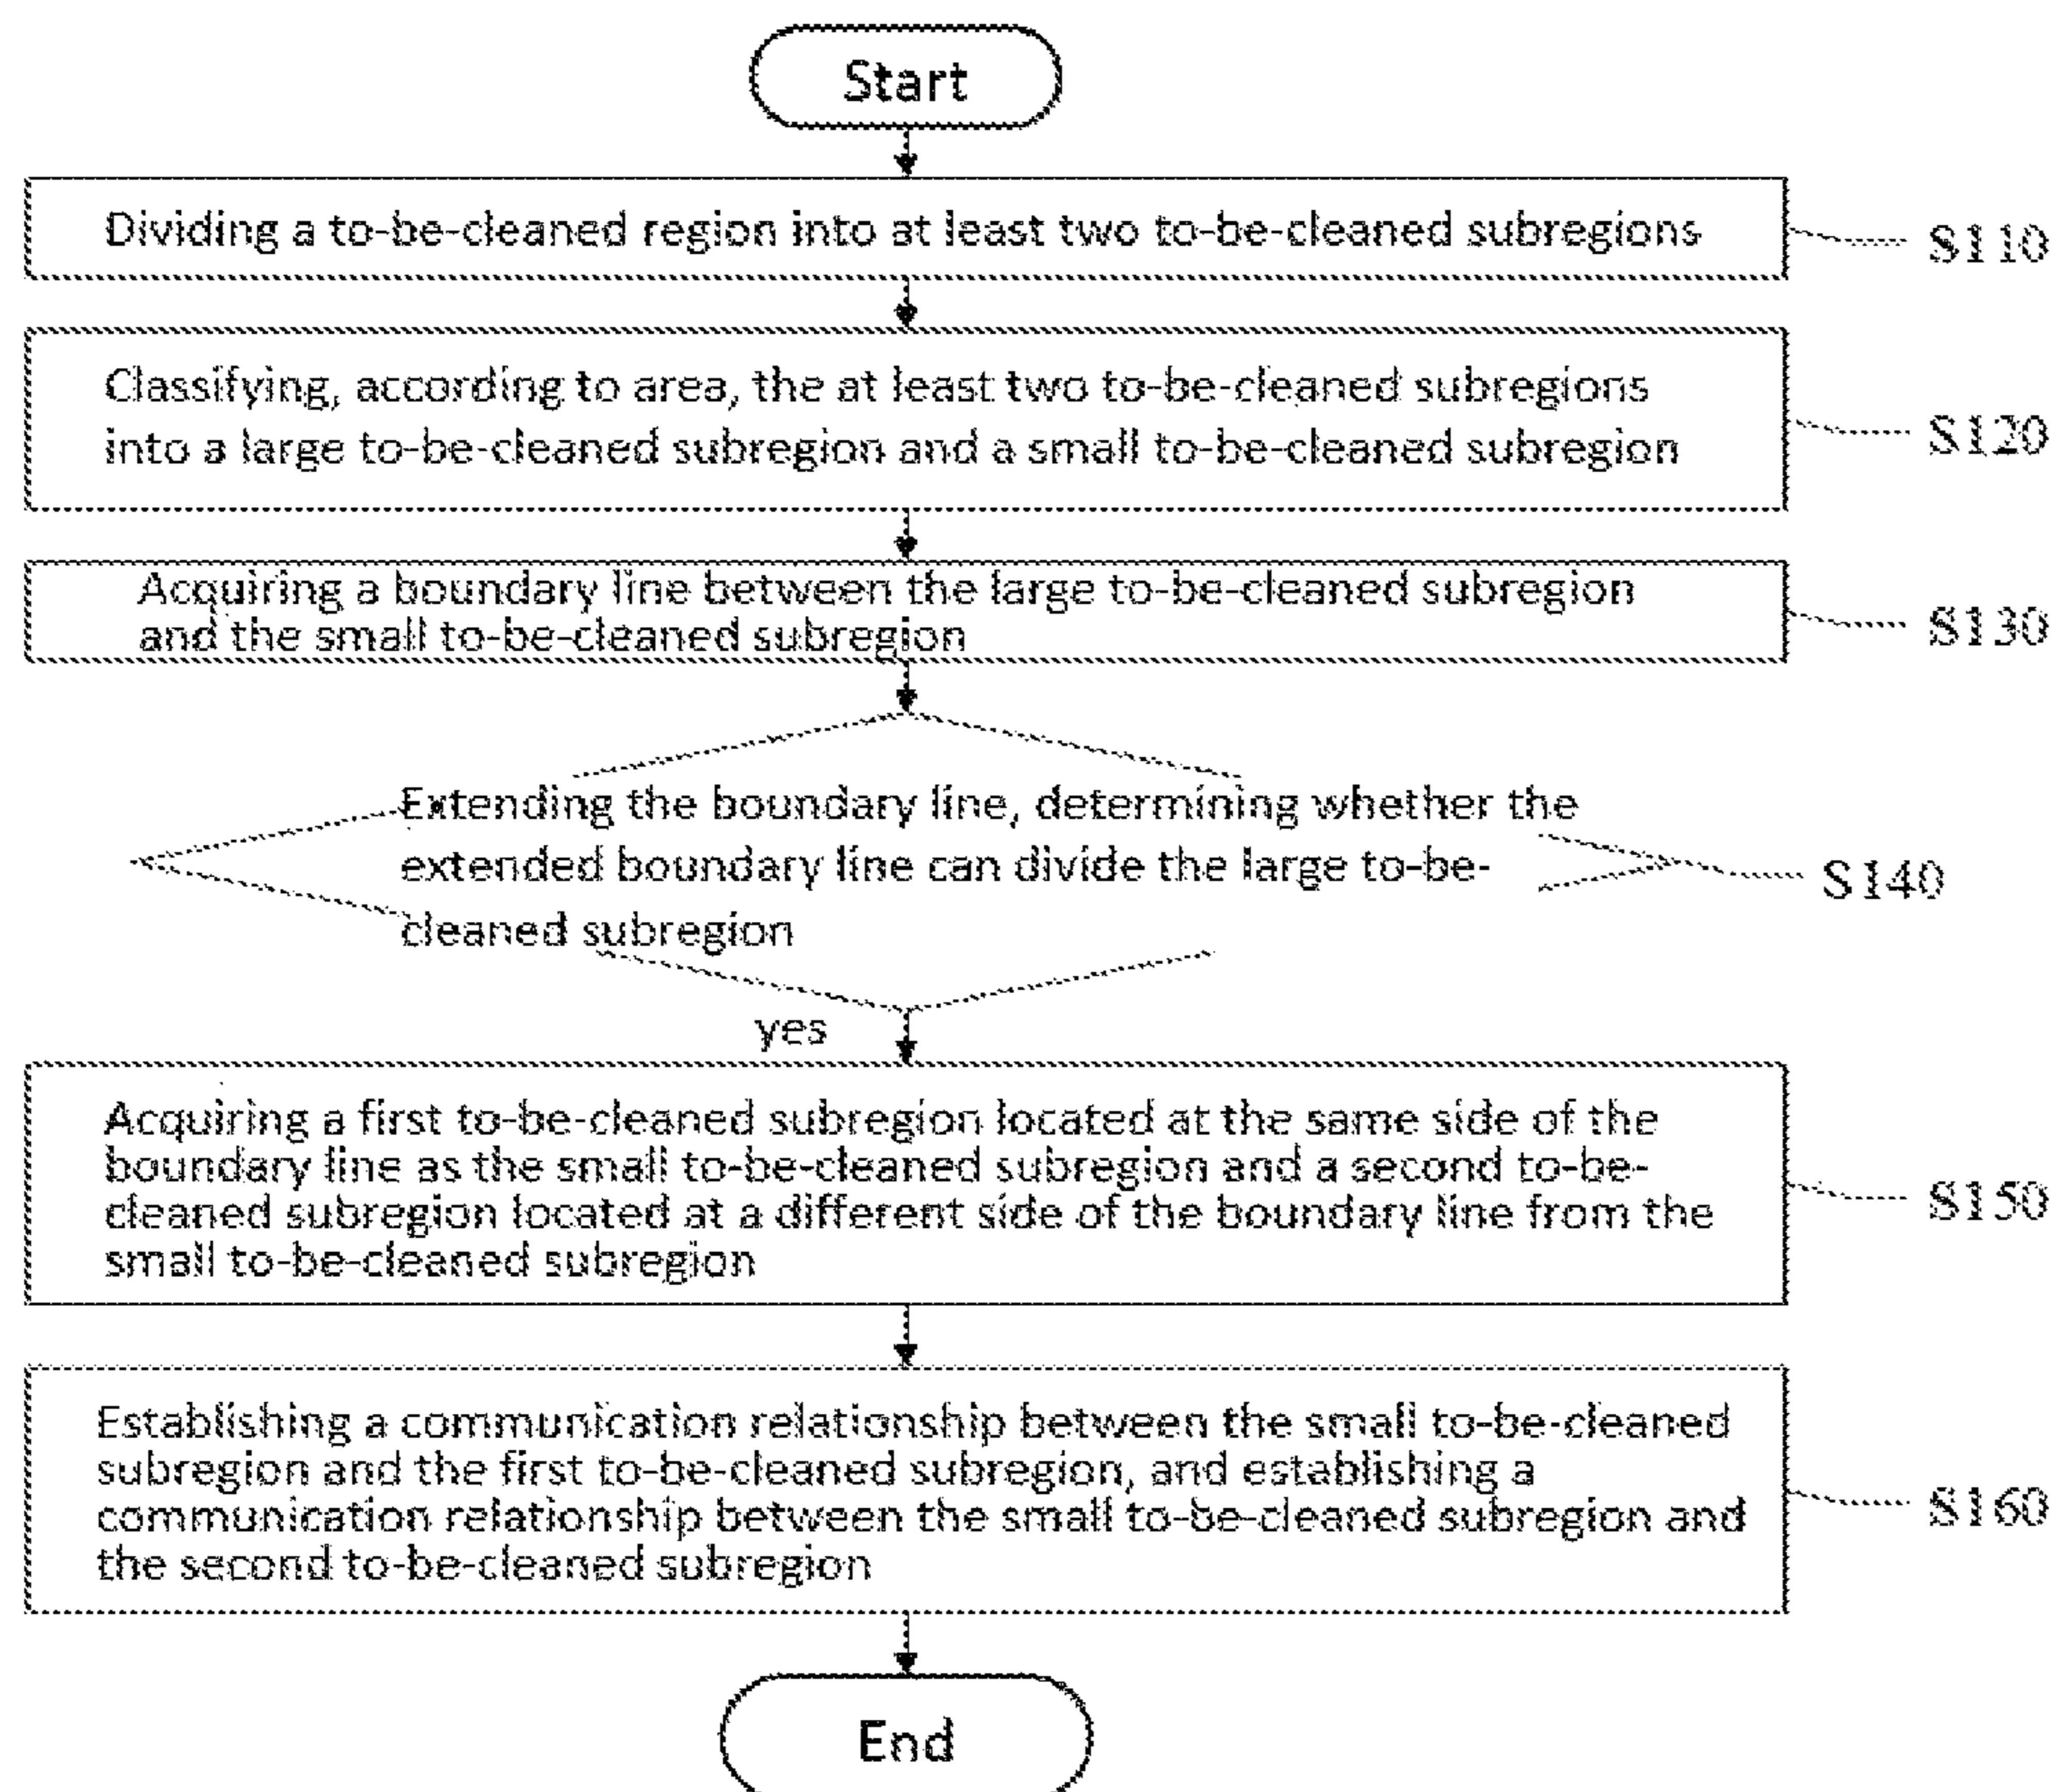 Start
Dividing a to-be-cleaned region into at least two to-be-cleaned subregions
S110
Classifying, according to area, the at least two to-be-cleaned subregions
into a large to-be-cleaned subregion and a small to-be-cleaned subregion
S120
Acquiring a boundary line between the large to-be-cleaned subregion
and the small to-be-cleaned subregion
S130
Extending the boundary line, determining whether the
extended boundary line can divide the large to-be-
cleaned subregion
S140
yes
Acquiring a first to-be-cleaned subregion located at the same side of the
boundary line as the small to-be-cleaned subregion and a second to-be-
cleaned subregion located at a different side of the boundary line from the
small to-be-cleaned subregion
S150
Establishing a communication relationship between the small to-be-cleaned
subregion and the first to-be-cleaned subregion, and establishing a
communication relationship between the small to-be-cleaned subregion and
the second to-be-cleaned subregion
S160
End